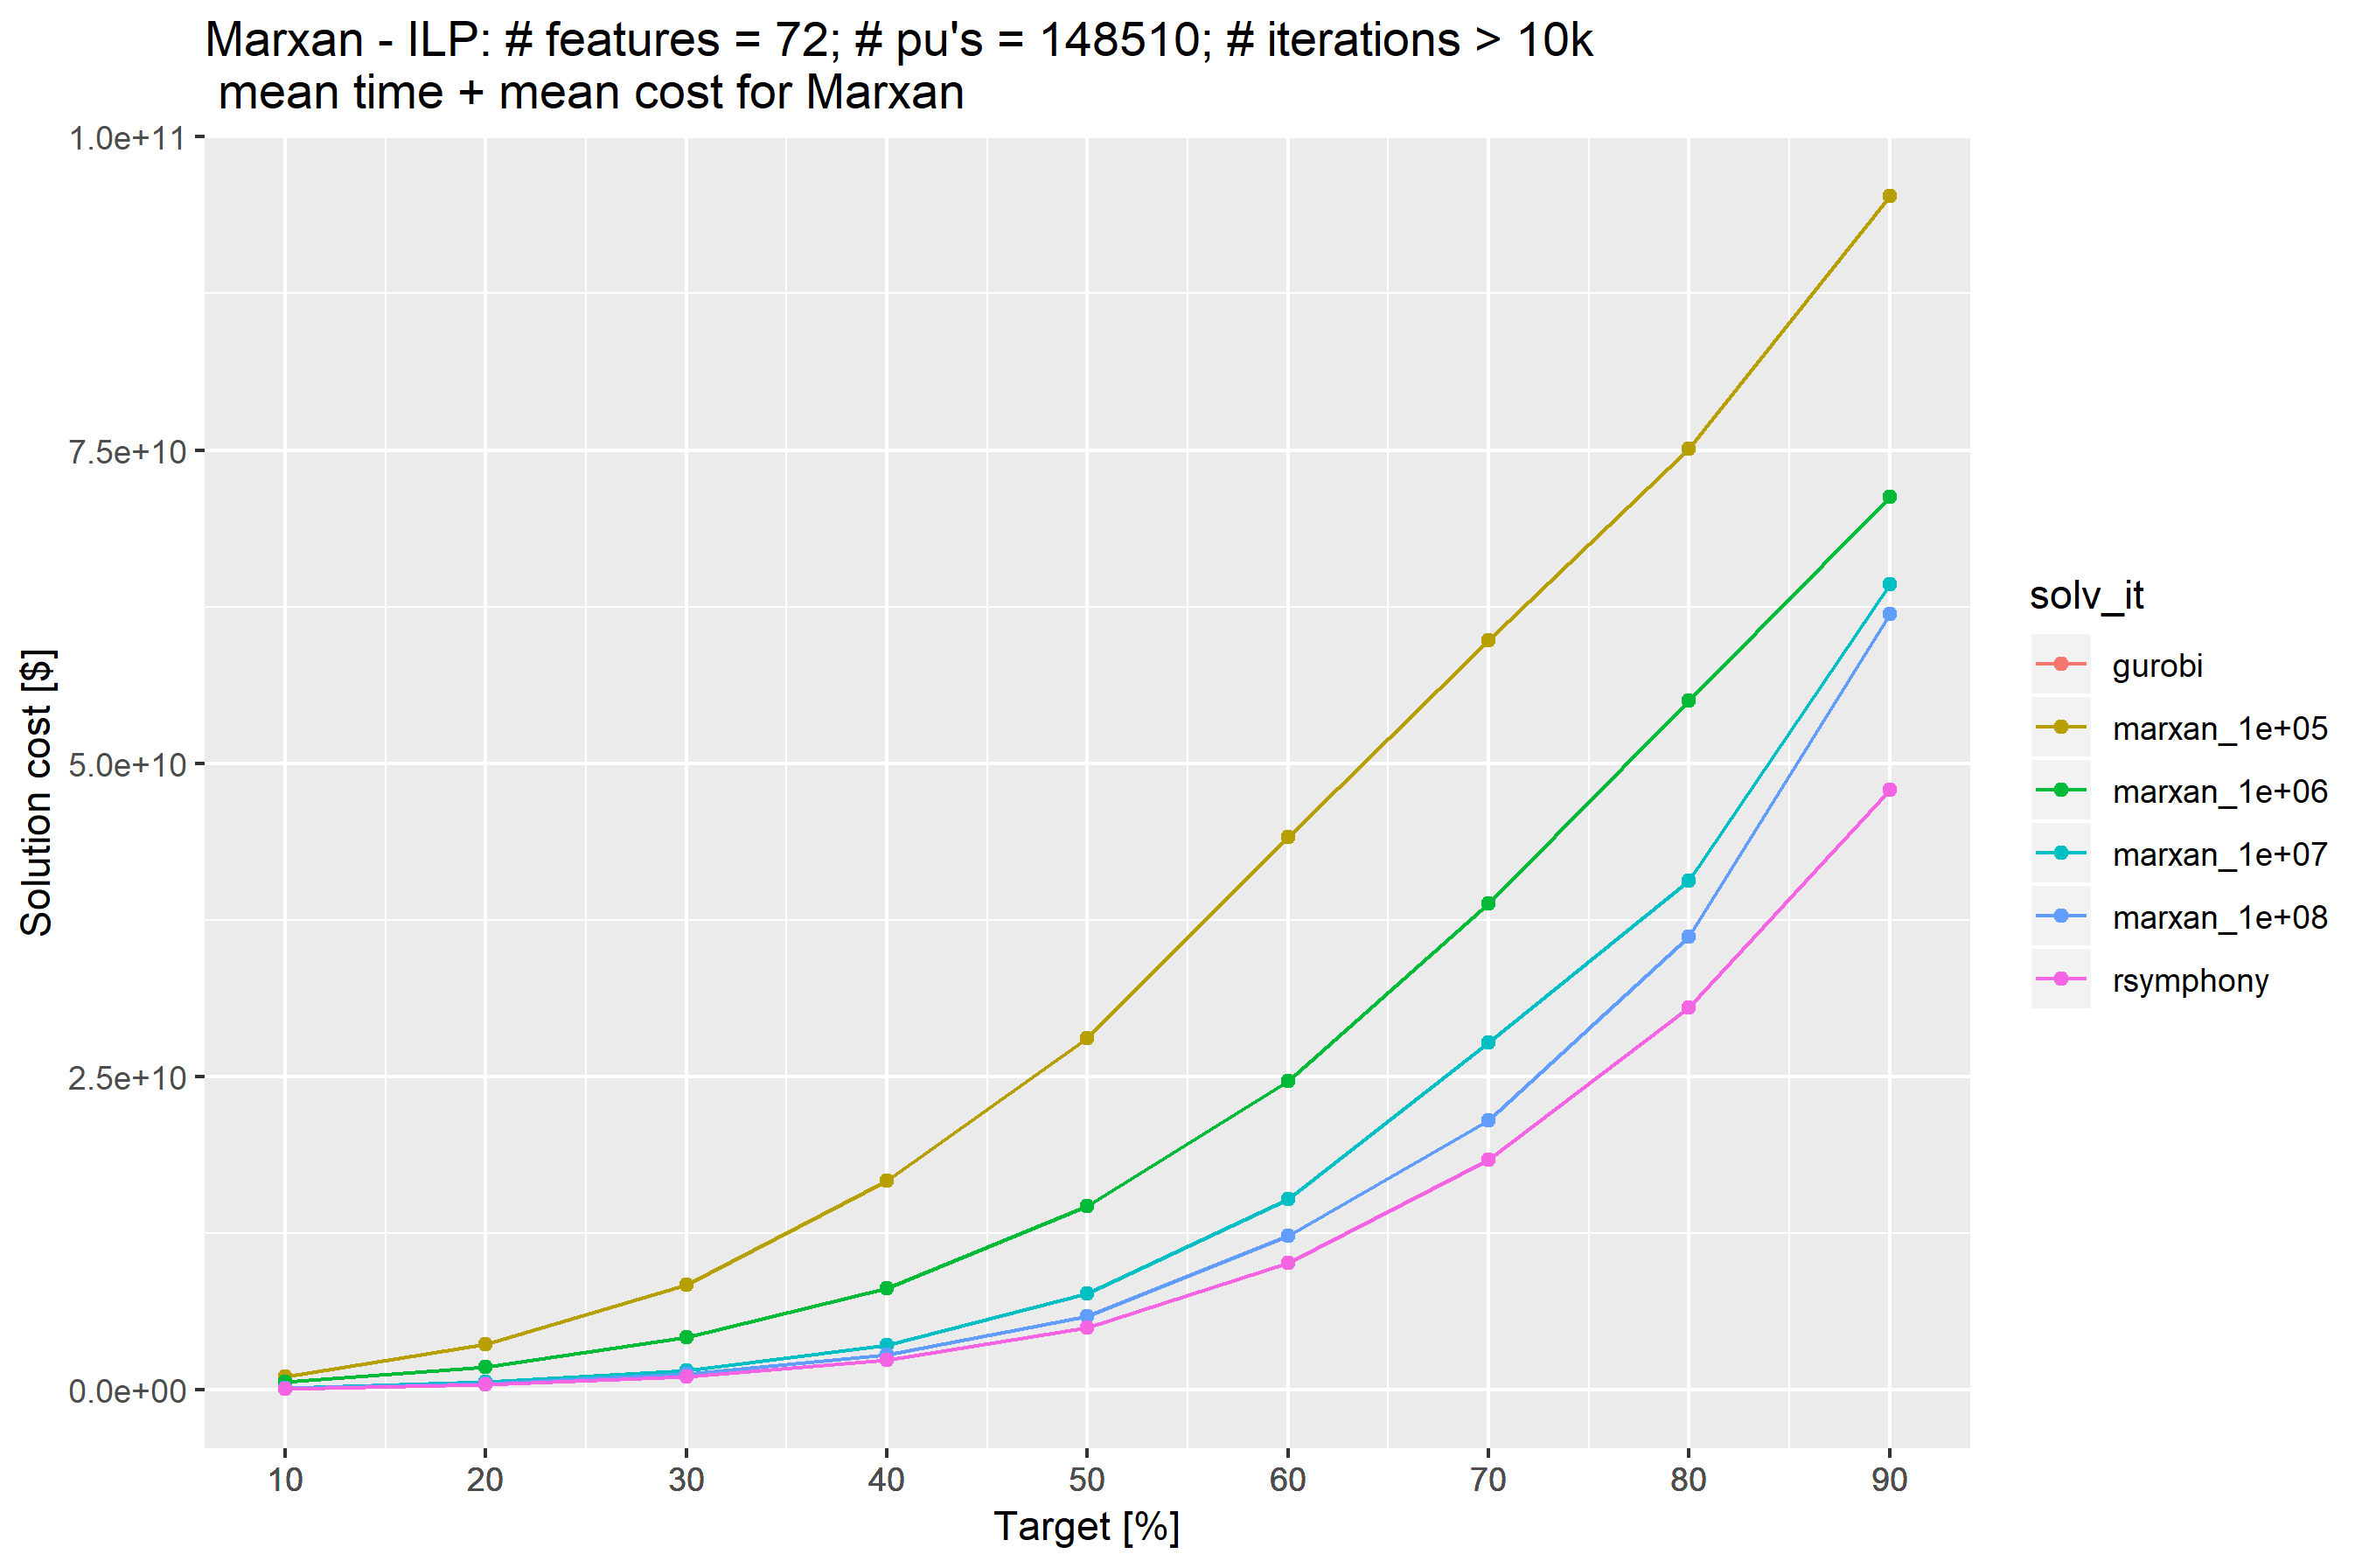 Marxan - ILP: # features = 72; # pu's = 148510; # iterations > 10k
mean time + mean cost for Marxan
1.0e+11
7.5e+10
5.0e+10
2.5e+10
0.0e+00
Solution cost [$]
10 20 30 40 50 60 70 80 90
Target [%]
solv_it
gurobi
marxan_1e+05
marxan_1e+06
marxan_1e+07
marxan_1e+08
rsymphony